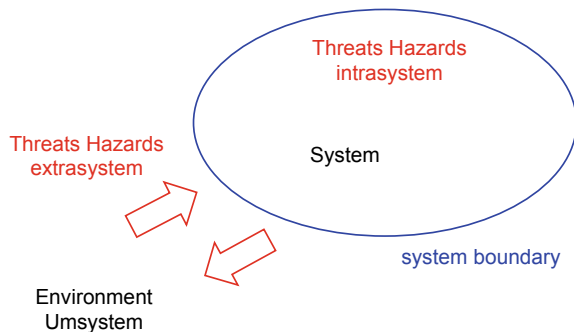 Threats Hazards
intrasystem
System
Threats Hazards
extrasystem
system boundary
Environment
Umsystem